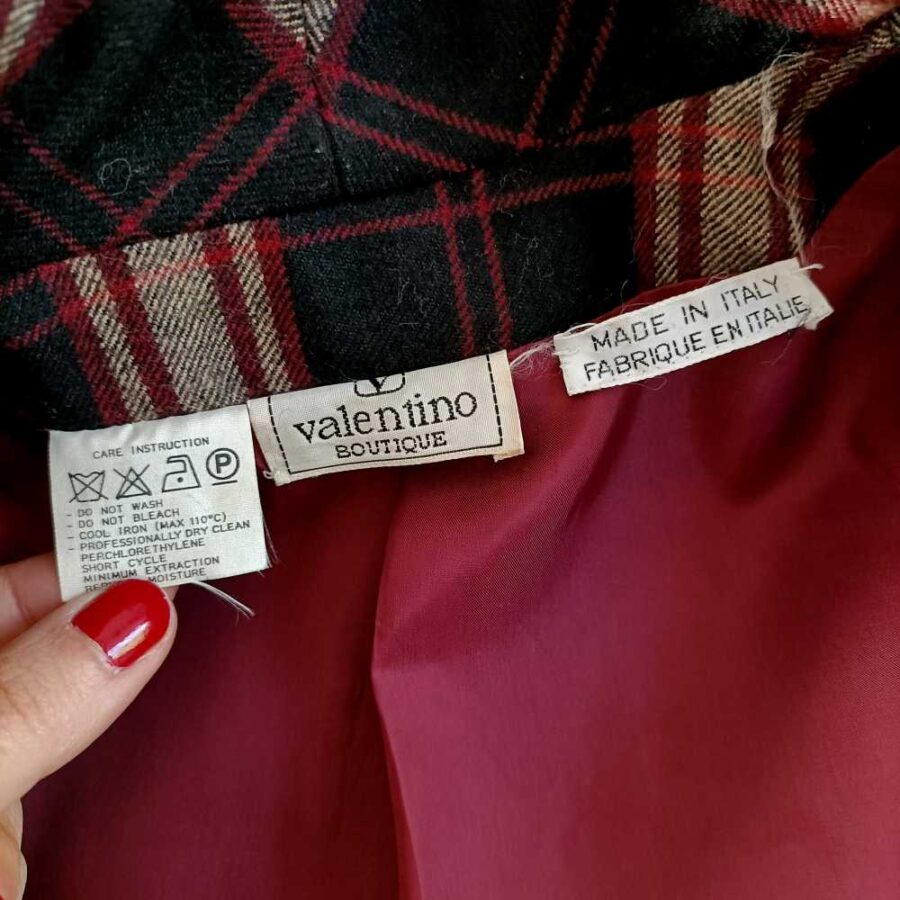 CARE INSTRUCTION
P
- DO NOT WASH
- DO NOT BLEACH
- COOL IRON (MAX 110°C)
- PROFESSIONALLY DRY CLEAN
PERCHLORETHYLENE
SHORT CYCLE
MINIMUM EXTRACTION
MOISTURE
V
valentino
BOUTIQUE
MADE IN ITALY
FABRIQUE EN ITALIE